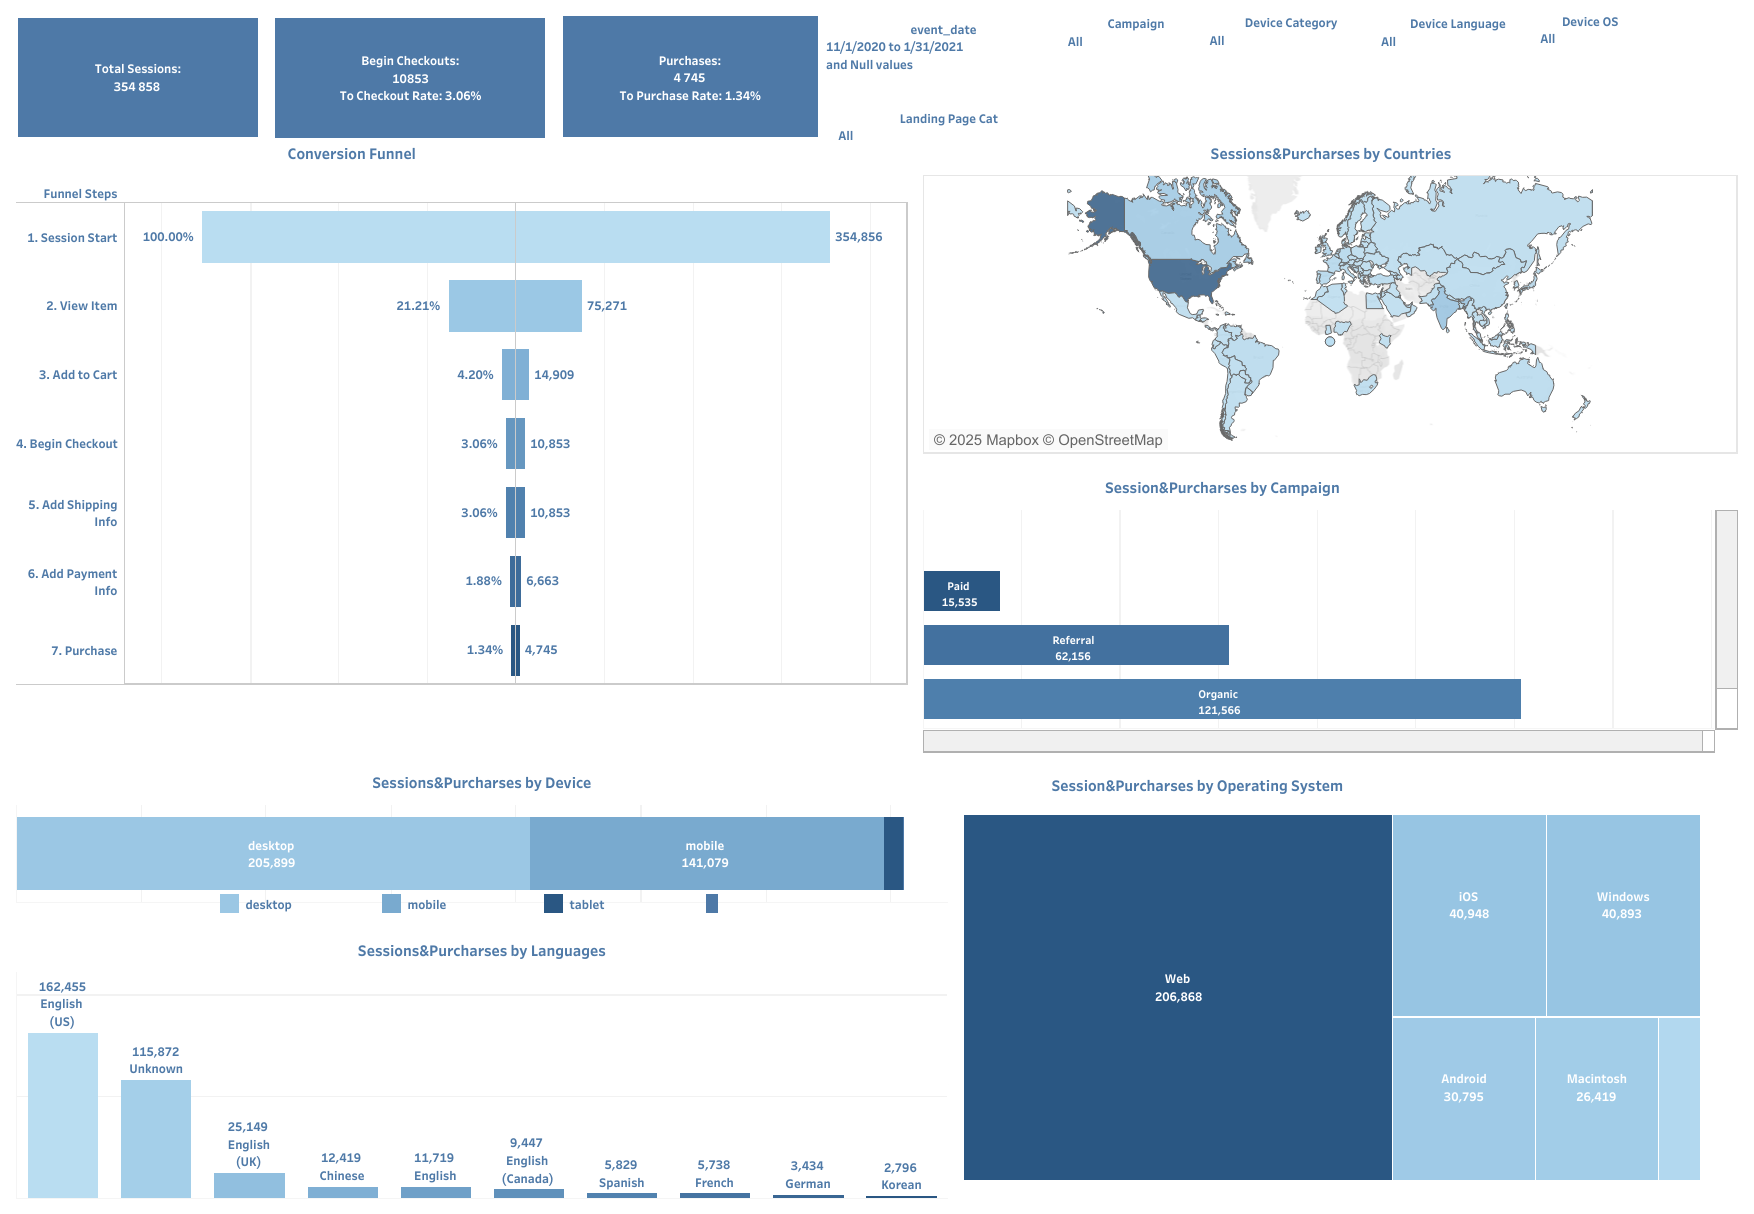 Total Sessions:
354 858
Begin Checkouts:
10853
To Checkout Rate: 3.06%
Purchases:
4 745
To Purchase Rate: 1.34%
event_date
11/1/2020 to 1/31/2021
and Null values
Campaign
All
Device Category
All
Device Language
All
Device OS
All
Landing Page Cat
All
Conversion Funnel
Funnel Steps
1. Session Start
100.00%
354,856
2. View Item
21.21%
75,271
3. Add to Cart
4.20%
14,909
4. Begin Checkout
3.06%
10,853
5. Add Shipping
Info
3.06%
10,853
6. Add Payment
Info
1.88%
6,663
7. Purchase
1.34%
4,745
Sessions&Purcharses by Countries
© 2025 Mapbox © OpenStreetMap
Session&Purcharses by Campaign
Paid
15,535
Referral
62,156
Organic
121,566
Sessions&Purcharses by Device
desktop
205,899
mobile
141,079
desktop
mobile
tablet
Session&Purcharses by Operating System
Web
206,868
iOS
40,948
Windows
40,893
Android
30,795
Macintosh
26,419
Sessions&Purcharses by Languages
162,455
English
(US)
115,872
Unknown
25,149
English
(UK)
12,419
Chinese
11,719
English
9,447
English
(Canada)
5,829
Spanish
5,738
French
3,434
German
2,796
Korean